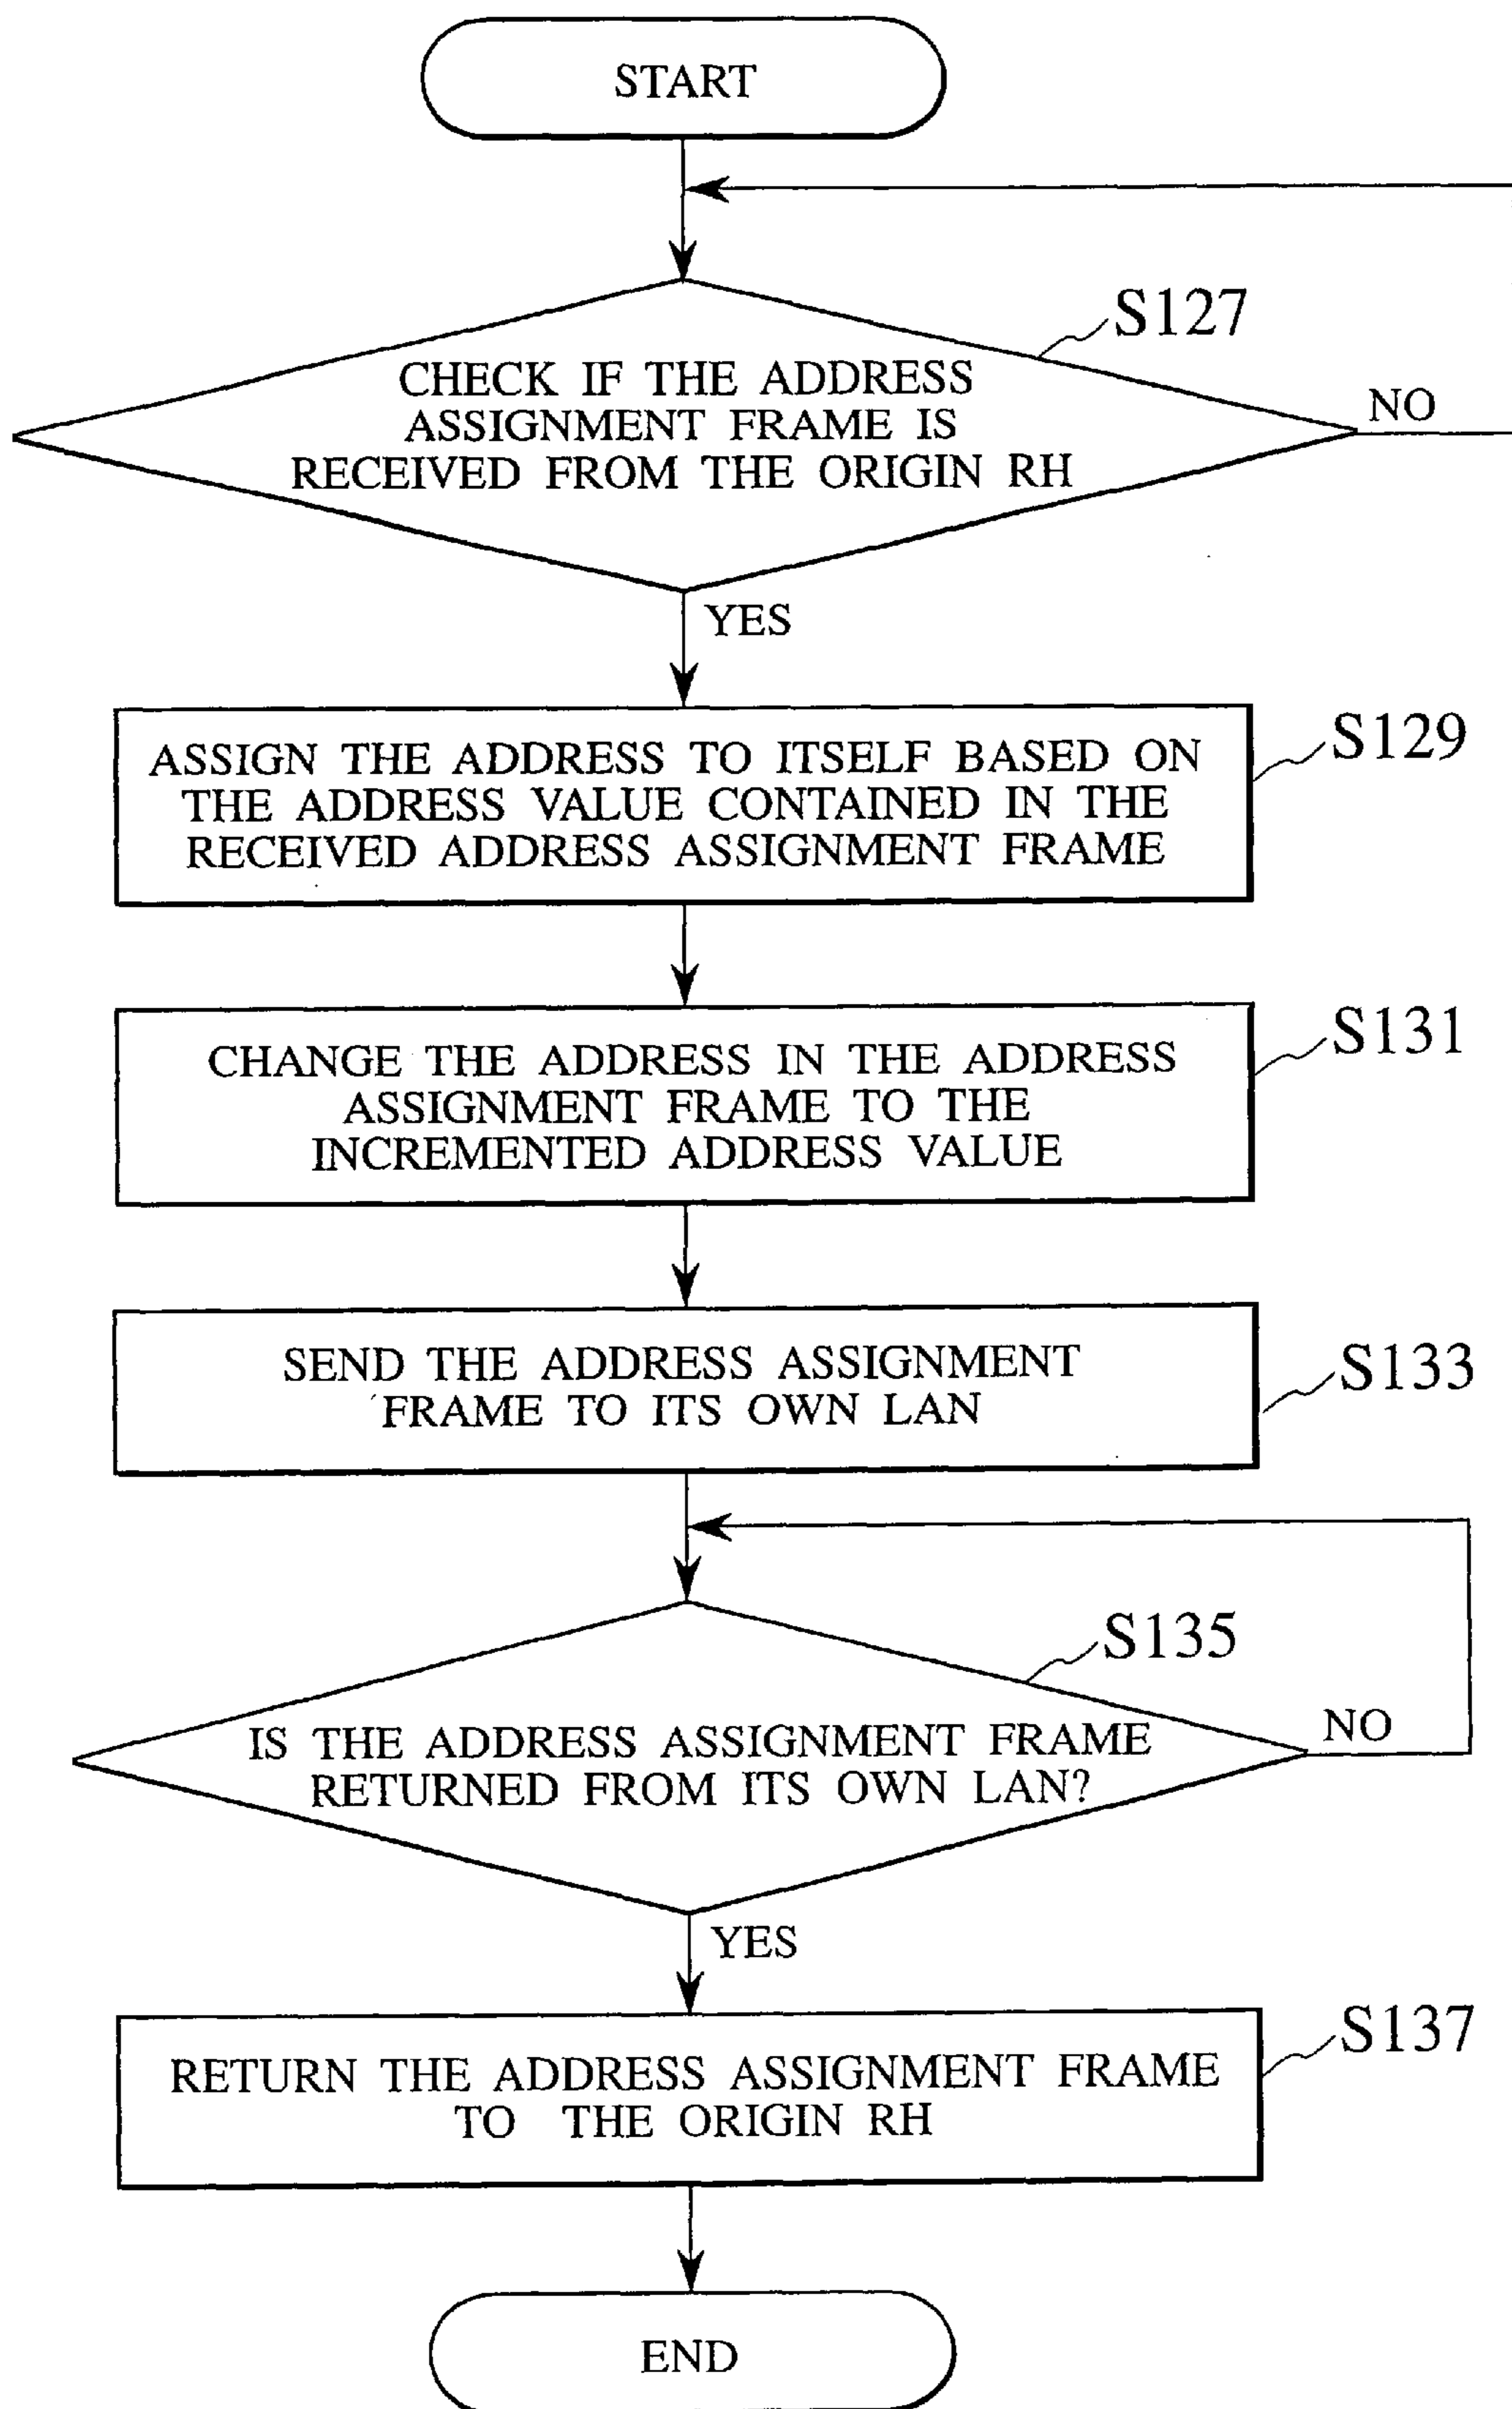 START
S127
CHECK IF THE ADDRESS
ASSIGNMENT FRAME IS
RECEIVED FROM THE ORIGIN RH
NO
YES
S129
ASSIGN THE ADDRESS TO ITSELF BASED ON
THE ADDRESS VALUE CONTAINED IN THE
RECEIVED ADDRESS ASSIGNMENT FRAME
S131
CHANGE THE ADDRESS IN THE ADDRESS
ASSIGNMENT FRAME TO THE
INCREMENTED ADDRESS VALUE
S133
SEND THE ADDRESS ASSIGNMENT
FRAME TO ITS OWN LAN
S135
IS THE ADDRESS ASSIGNMENT FRAME
RETURNED FROM ITS OWN LAN?
NO
YES
S137
RETURN THE ADDRESS ASSIGNMENT FRAME
TO THE ORIGIN RH
END